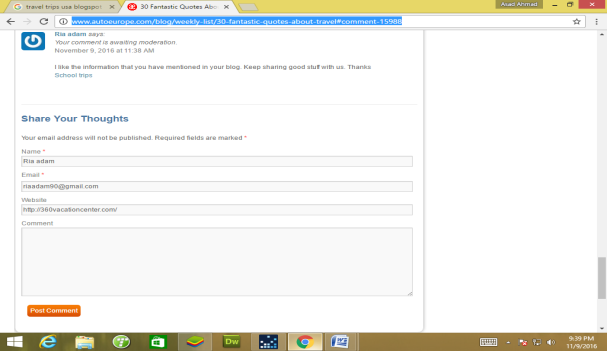 travel trips usa blogspot
30 Fantastic Quotes Abo
Asad Ahmad
www.autoeurope.com/blog/weekly-list/30-fantastic-quotes-about-travel#comment-15988
Ria adam says:
Your comment is awaiting moderation.
November 9, 2016 at 11:38 AM
I like the information that you have mentioned in your blog. Keep sharing good stuff with us. Thanks
School trips
Share Your Thoughts
Your email address will not be published. Required fields are marked *
Name *
Ria adam
Email *
riaadam90@gmail.com
Website
http://360vacationcenter.com/
Comment
Post Comment
Dw
9:39 PM
11/9/2016